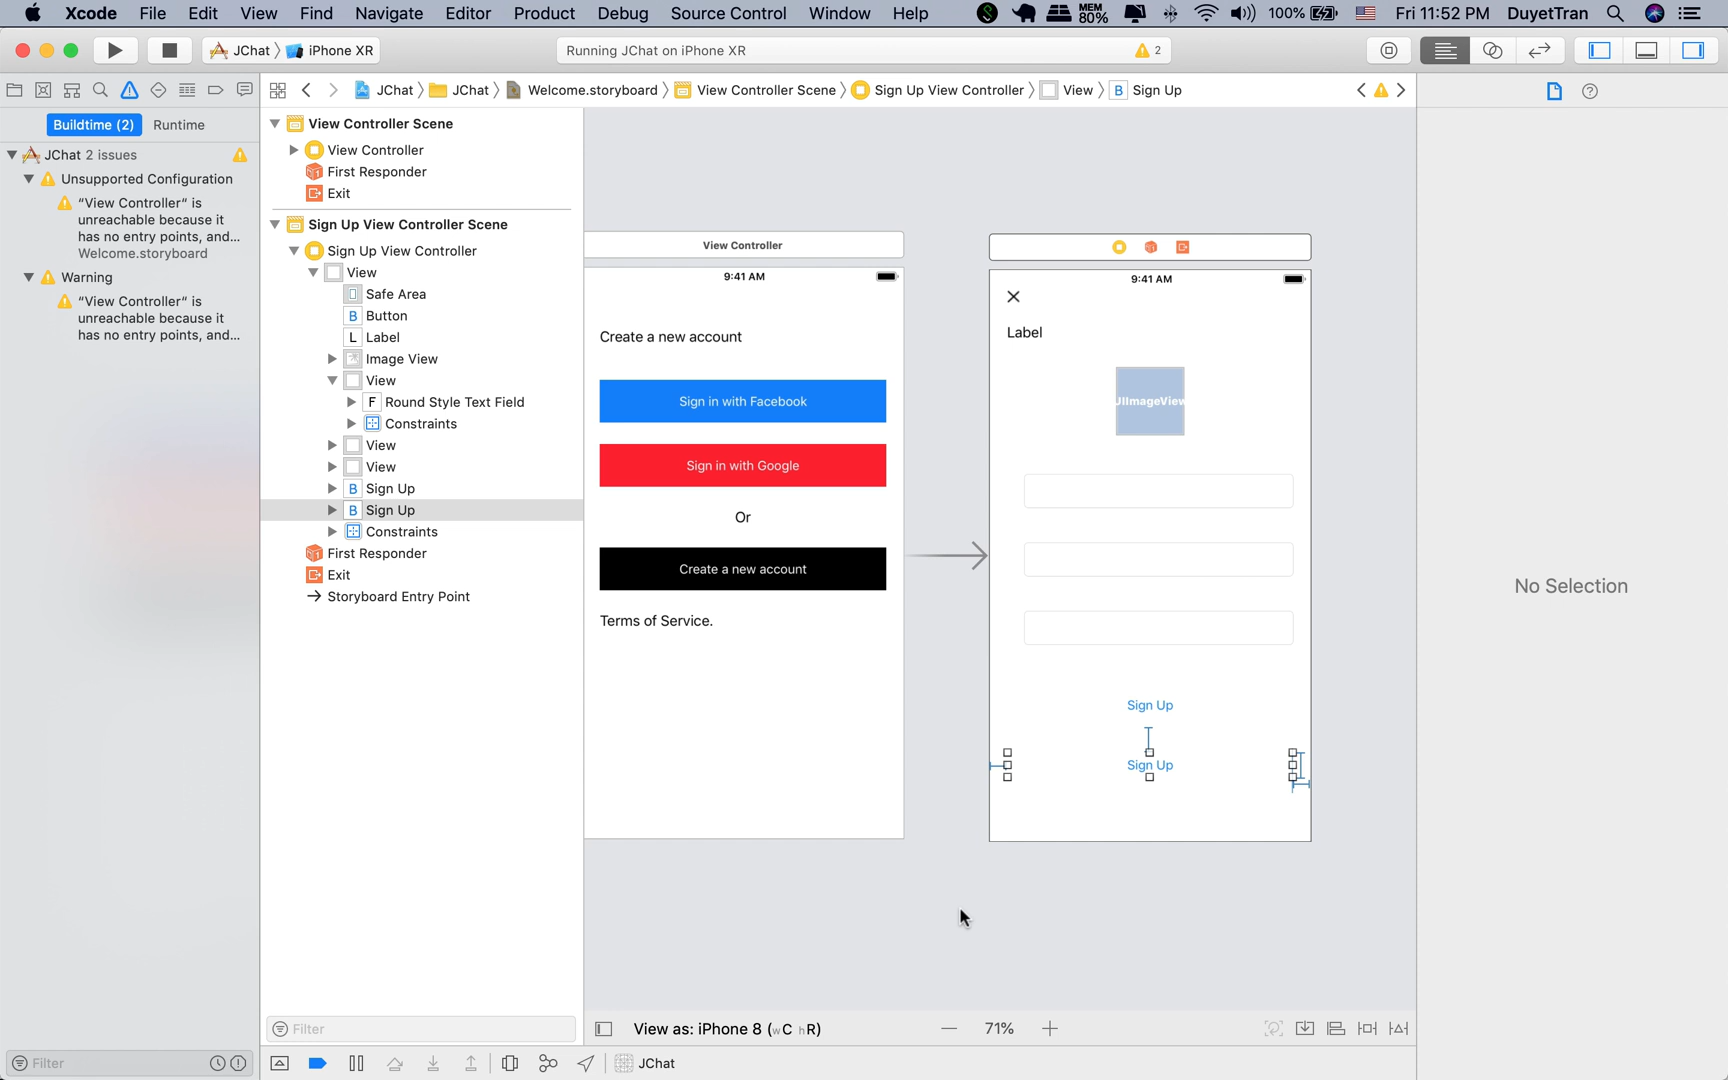 Xcode File Edit View Find Navigate Editor Product Debug Source Control Window Help MEM 80% 100% Fri 11:52 PM DuyetTran
JChat iPhone XR Running JChat on iPhone XR 2
JChat JChat Welcome.storyboard View Controller Scene Sign Up View Controller View B Sign Up
Buildtime (2) Runtime
JChat 2 issues
Unsupported Configuration
“View Controller“ is
unreachable because it
has no entry points, and...
Welcome.storyboard
Warning
“View Controller“ is
unreachable because it
has no entry points, and...
Filter
View Controller Scene
View Controller
First Responder
Exit
Sign Up View Controller Scene
Sign Up View Controller
View
Safe Area
B Button
L Label
Image View
View
F Round Style Text Field
Constraints
View
View
B Sign Up
B Sign Up
Constraints
First Responder
Exit
Storyboard Entry Point
Filter
View Controller
9:41 AM
Create a new account
Sign in with Facebook
Sign in with Google
Or
Create a new account
Terms of Service.
9:41 AM
Label
UIImageView
Sign Up
Sign Up
No Selection
View as: iPhone 8 (wC hR) 71%
JChat